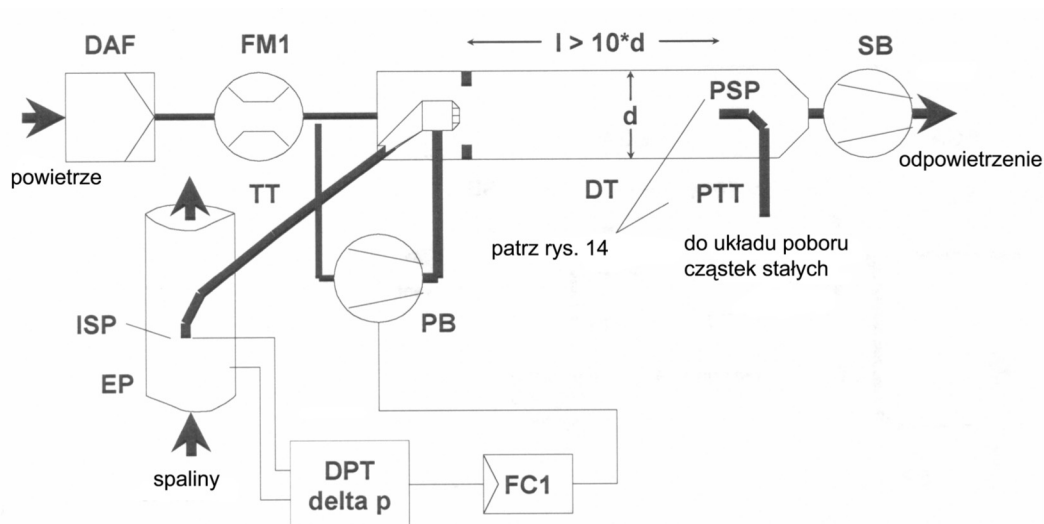 DAF
FM1
l > 10*d
SB
PSP
d
powietrze
TT
DT
PTT
odpowietrzenie
patrz rys. 14
do układu poboru
cząstek stałych
ISP
PB
EP
spaliny
DPT
delta p
FC1